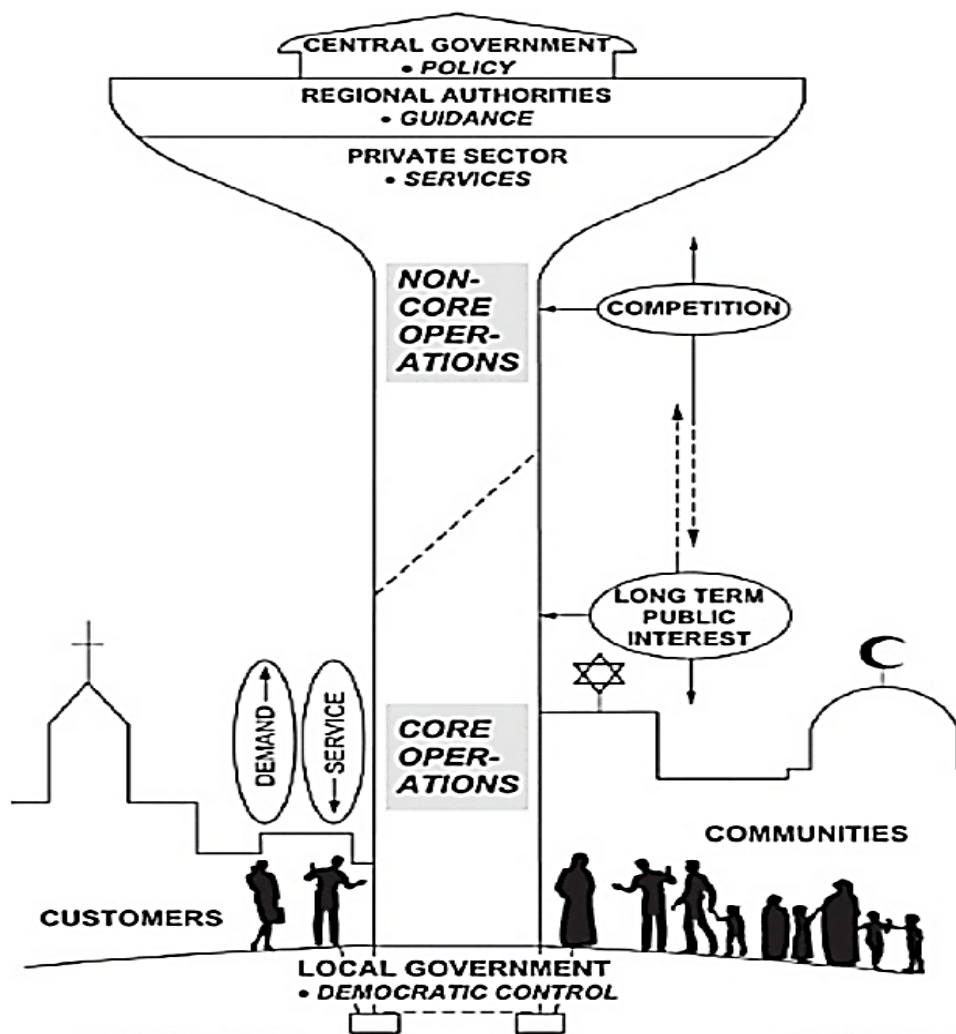 CENTRAL GOVERNMENT
• POLICY
REGIONAL AUTHORITIES
• GUIDANCE
PRIVATE SECTOR
• SERVICES
NON-
CORE
OPER-
ATIONS
COMPETITION
LONG TERM
PUBLIC
INTEREST
DEMAND
SERVICE
CORE
OPER-
ATIONS
COMMUNITIES
CUSTOMERS
LOCAL GOVERNMENT
• DEMOCRATIC CONTROL